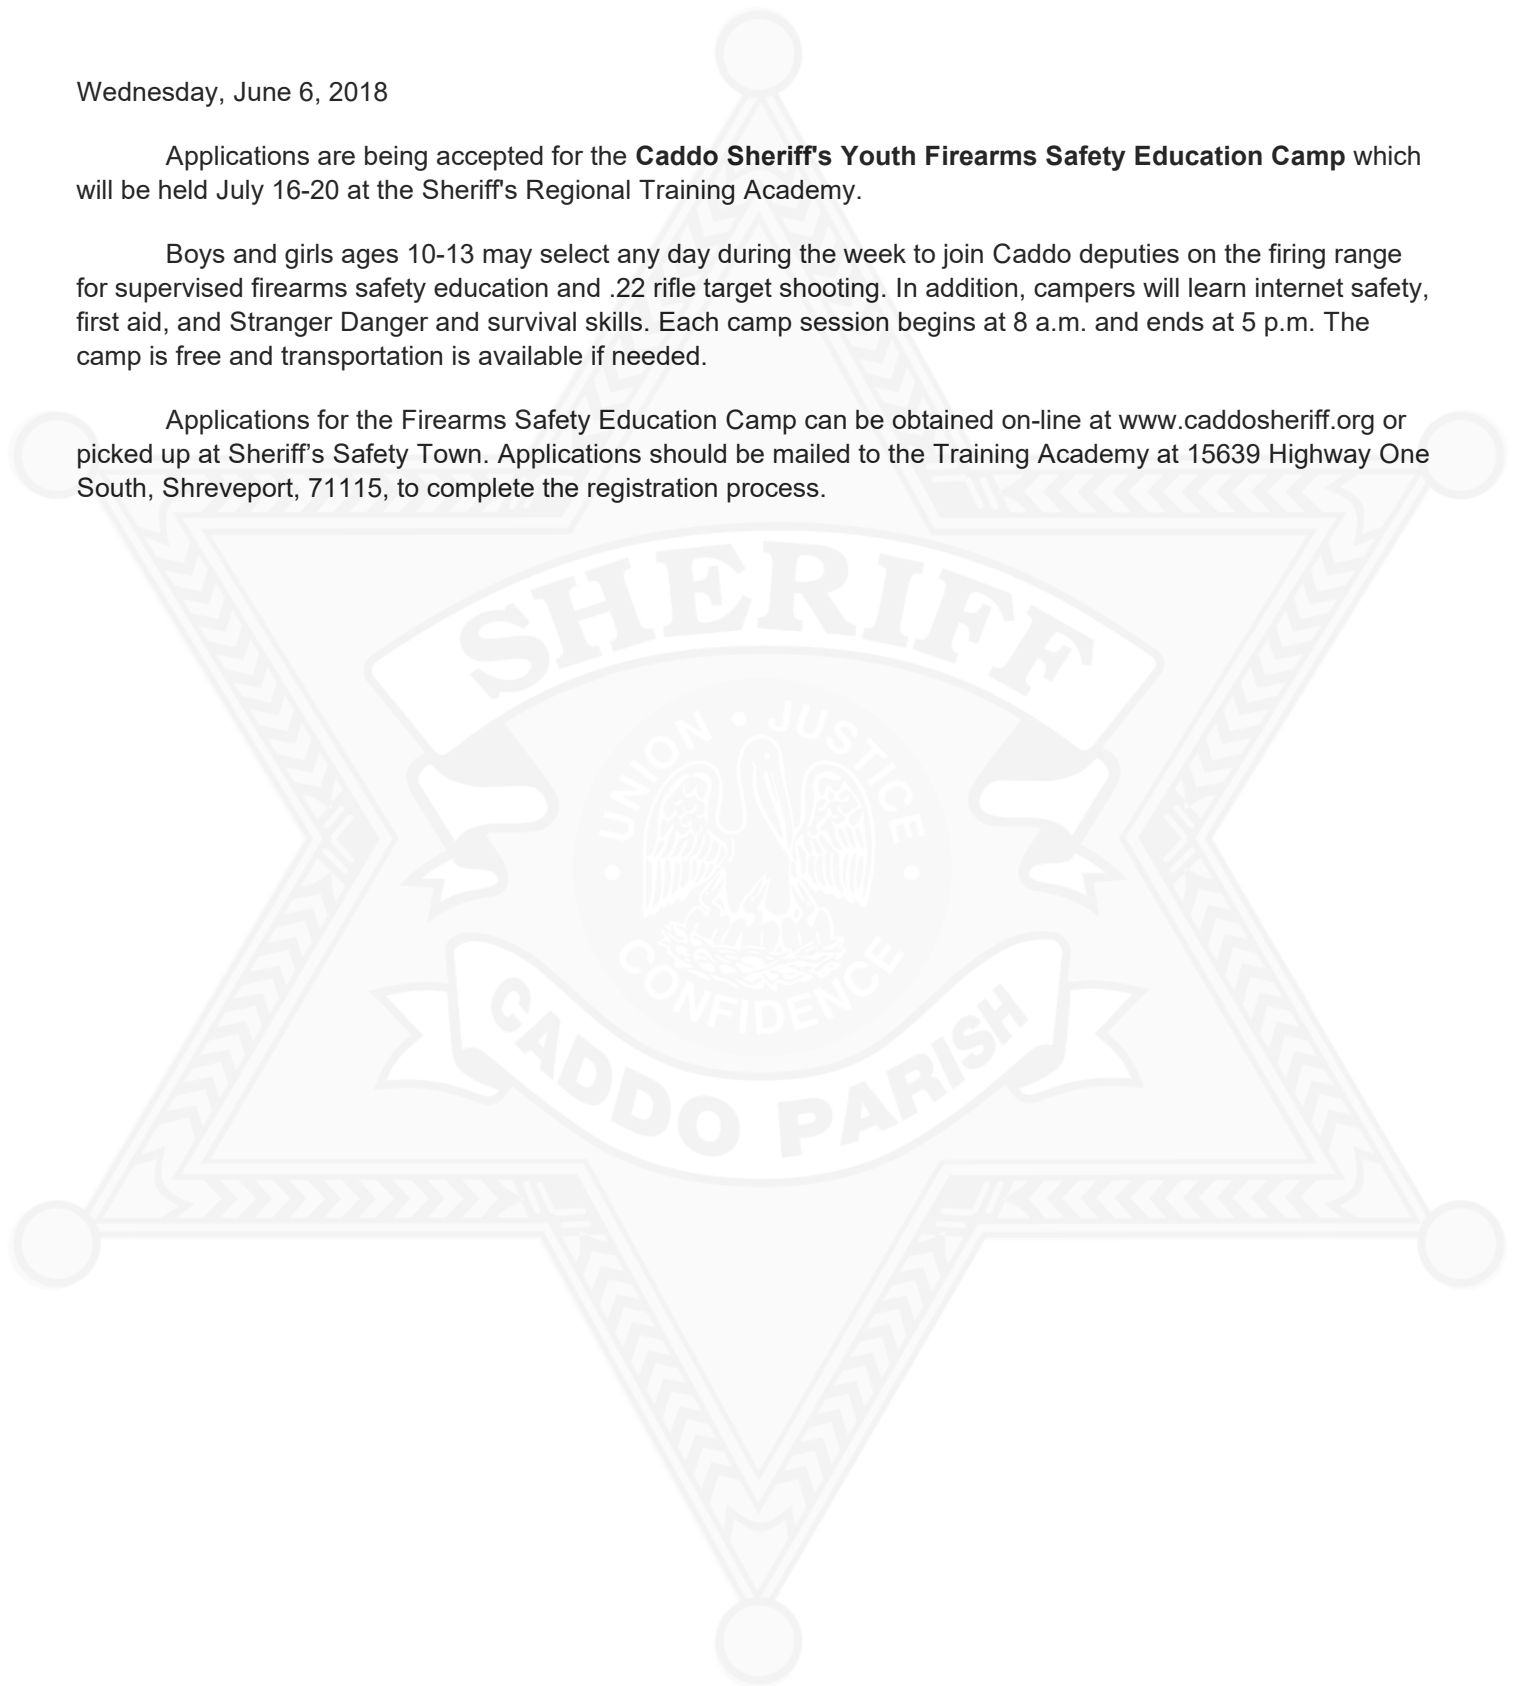 Wednesday, June 6, 2018
Applications are being accepted for the Caddo Sheriff's Youth Firearms Safety Education Camp which
will be held July 16-20 at the Sheriff's Regional Training Academy.
Boys and girls ages 10-13 may select any day during the week to join Caddo deputies on the firing range
for supervised firearms safety education and .22 rifle target shooting. In addition, campers will learn internet safety,
first aid, and Stranger Danger and survival skills. Each camp session begins at 8 a.m. and ends at 5 p.m. The
camp is free and transportation is available if needed.
Applications for the Firearms Safety Education Camp can be obtained on-line at www.caddosheriff.org or
picked up at Sheriff’s Safety Town. Applications should be mailed to the Training Academy at 15639 Highway One
South, Shreveport, 71115, to complete the registration process.
SHERIFF
UNION • JUSTICE
• CONFIDENCE •
CADDO PARISH